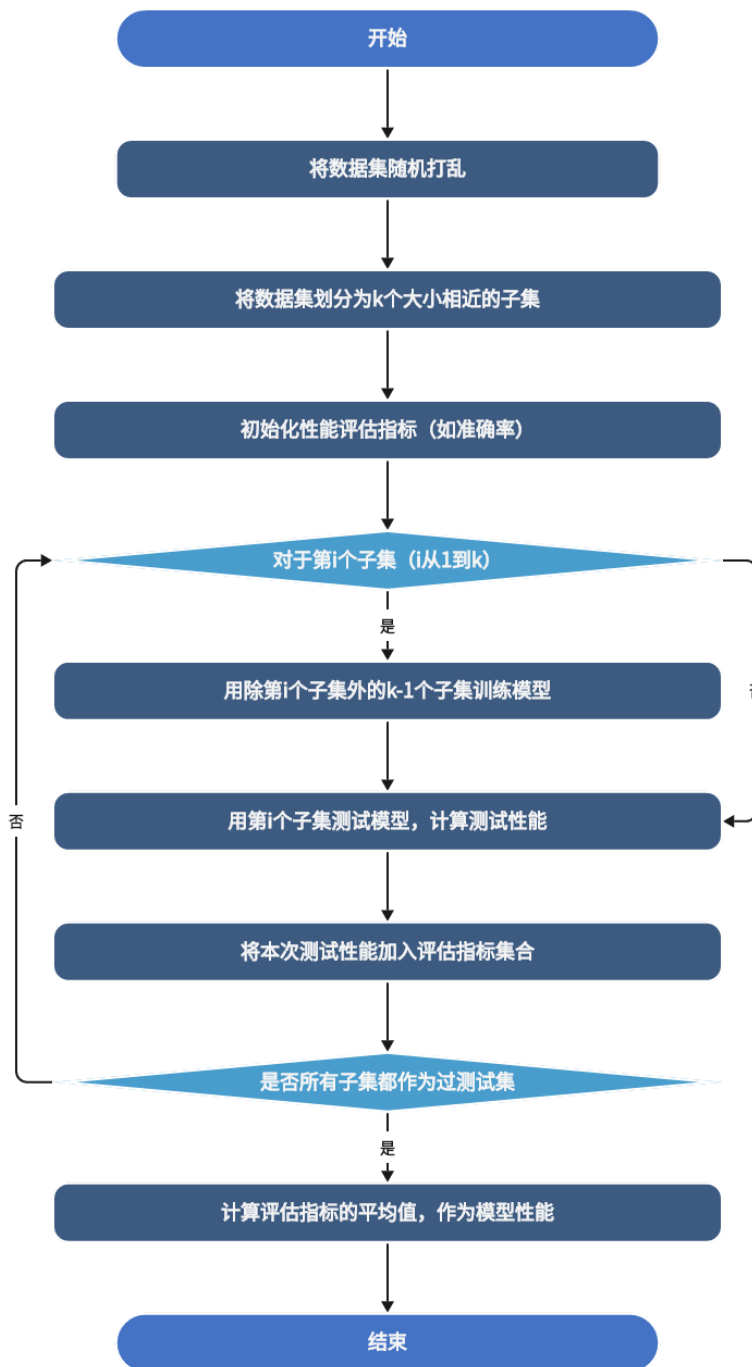 开始
将数据集随机打乱
将数据集划分为k个大小相近的子集
初始化性能评估指标（如准确率）
对于第i个子集（i从1到k）
是
用除第i个子集外的k-1个子集训练模型
否
用第i个子集测试模型，计算测试性能
将本次测试性能加入评估指标集合
是否所有子集都作为过测试集
是
计算评估指标的平均值，作为模型性能
结束